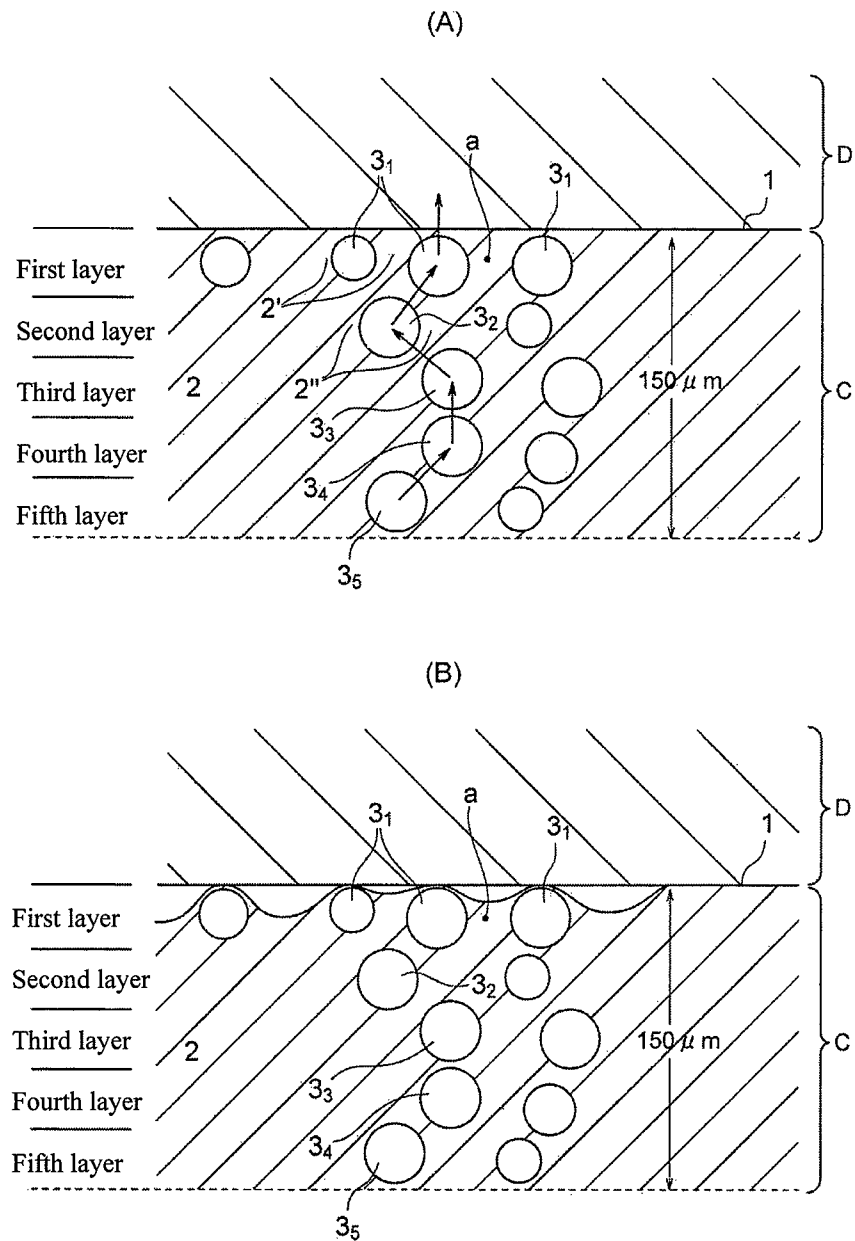 (A)
D
3₁
a
3₁
1
First layer
2'
3₂
Second layer
2"
Third layer
2
150 μm
C
3₃
Fourth layer
3₄
Fifth layer
3₅
(B)
D
3₁
a
3₁
1
First layer
Second layer
3₂
Third layer
2
150 μm
C
3₃
Fourth layer
3₄
Fifth layer
3₅